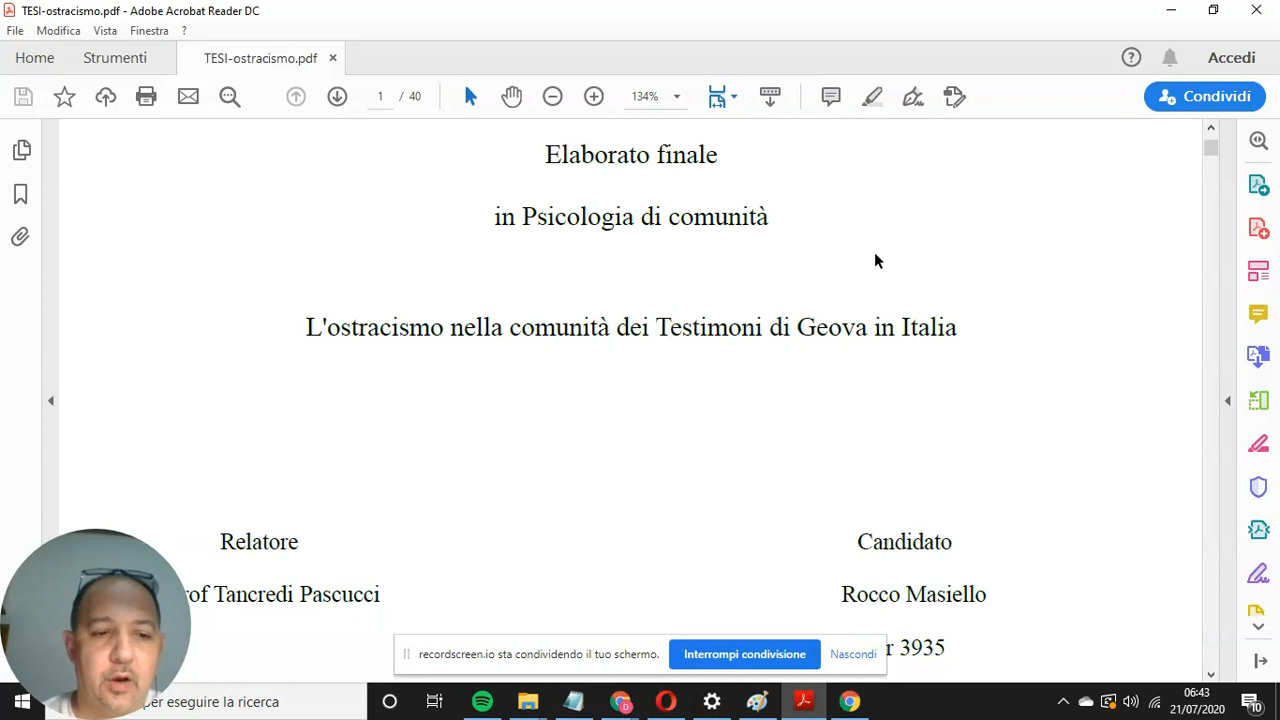 TESI-ostracismo.pdf - Adobe Acrobat Reader DC
File Modifica Vista Finestra ?
Home Strumenti TESI-ostracismo.pdf × Accedi
1 / 40 134% Condividi
Elaborato finale
in Psicologia di comunità
L'ostracismo nella comunità dei Testimoni di Geova in Italia
Relatore Candidato
of Tancredi Pascucci Rocco Masiello
recordscreen.io sta condividendo il tuo schermo. Interrompi condivisione Nascondi
r 3935
per eseguire la ricerca
06:43
21/07/2020
10